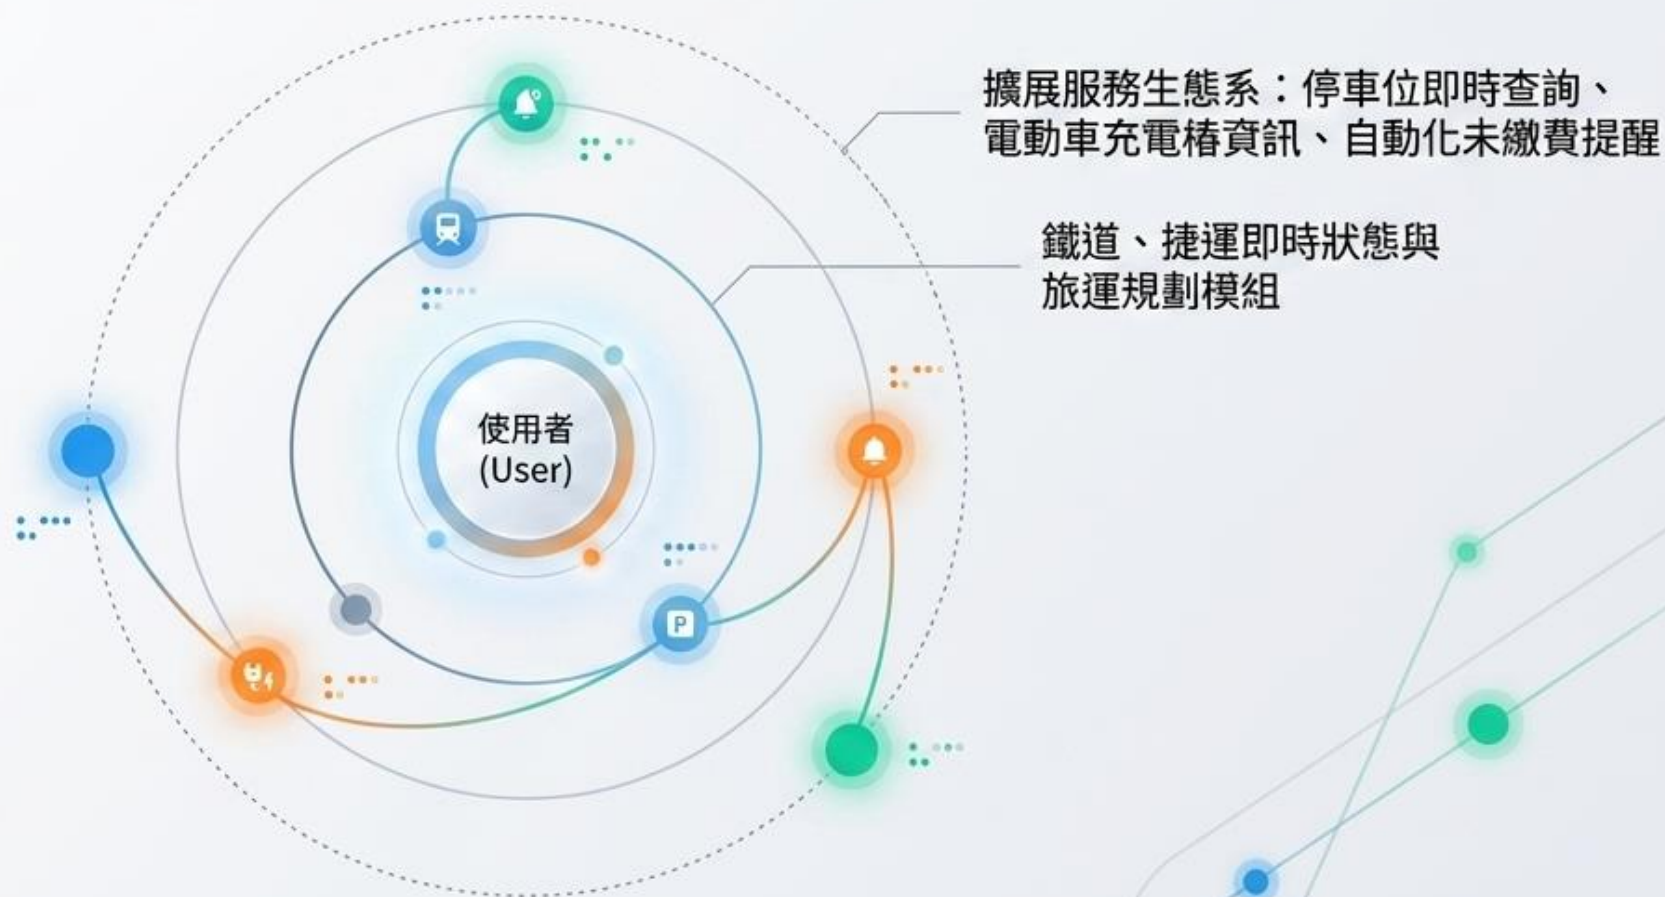 擴展服務生態系：停車位即時查詢、
電動車充電樁資訊、自動化未繳費提醒
鐵道、捷運即時狀態與
旅運規劃模組
使用者
(User)
P